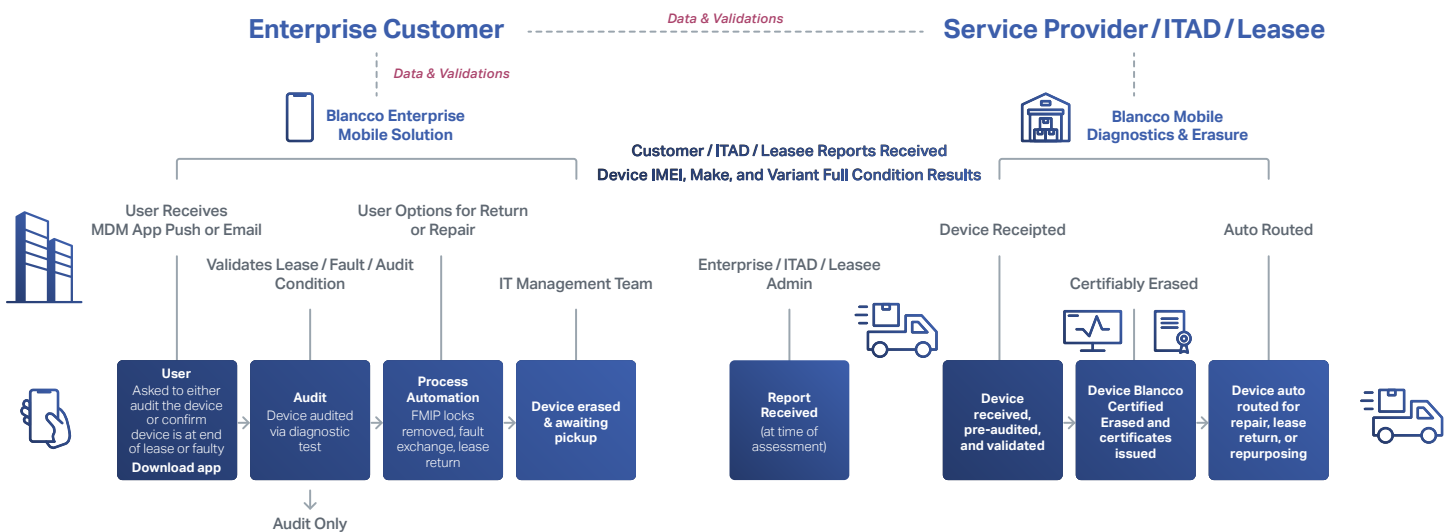 Data & Validations
Enterprise Customer
Service Provider / ITAD / Leasee
Data & Validations
Blancco Enterprise
Mobile Solution
Blancco Mobile
Diagnostics & Erasure
Customer / ITAD / Leasee Reports Received
Device IMEI, Make, and Variant Full Condition Results
User Receives
MDM App Push or Email
User Options for Return
or Repair
Device Receipted
Auto Routed
Validates Lease / Fault / Audit
Condition
IT Management Team
Enterprise / ITAD / Leasee
Admin
Certifiably Erased
User
Asked to either
audit the device
or confirm
device is at end
of lease or faulty
Download app
Audit
Device audited
via diagnostic
test
Process
Automation
FMIP locks
removed, fault
exchange, lease
return
Device erased
& awaiting
pickup
Report
Received
(at time of
assessment)
Device
received,
pre-audited,
and validated
Device Blancco
Certified
Erased and
certificates
issued
Device auto
routed for
repair, lease
return, or
repurposing
Audit Only